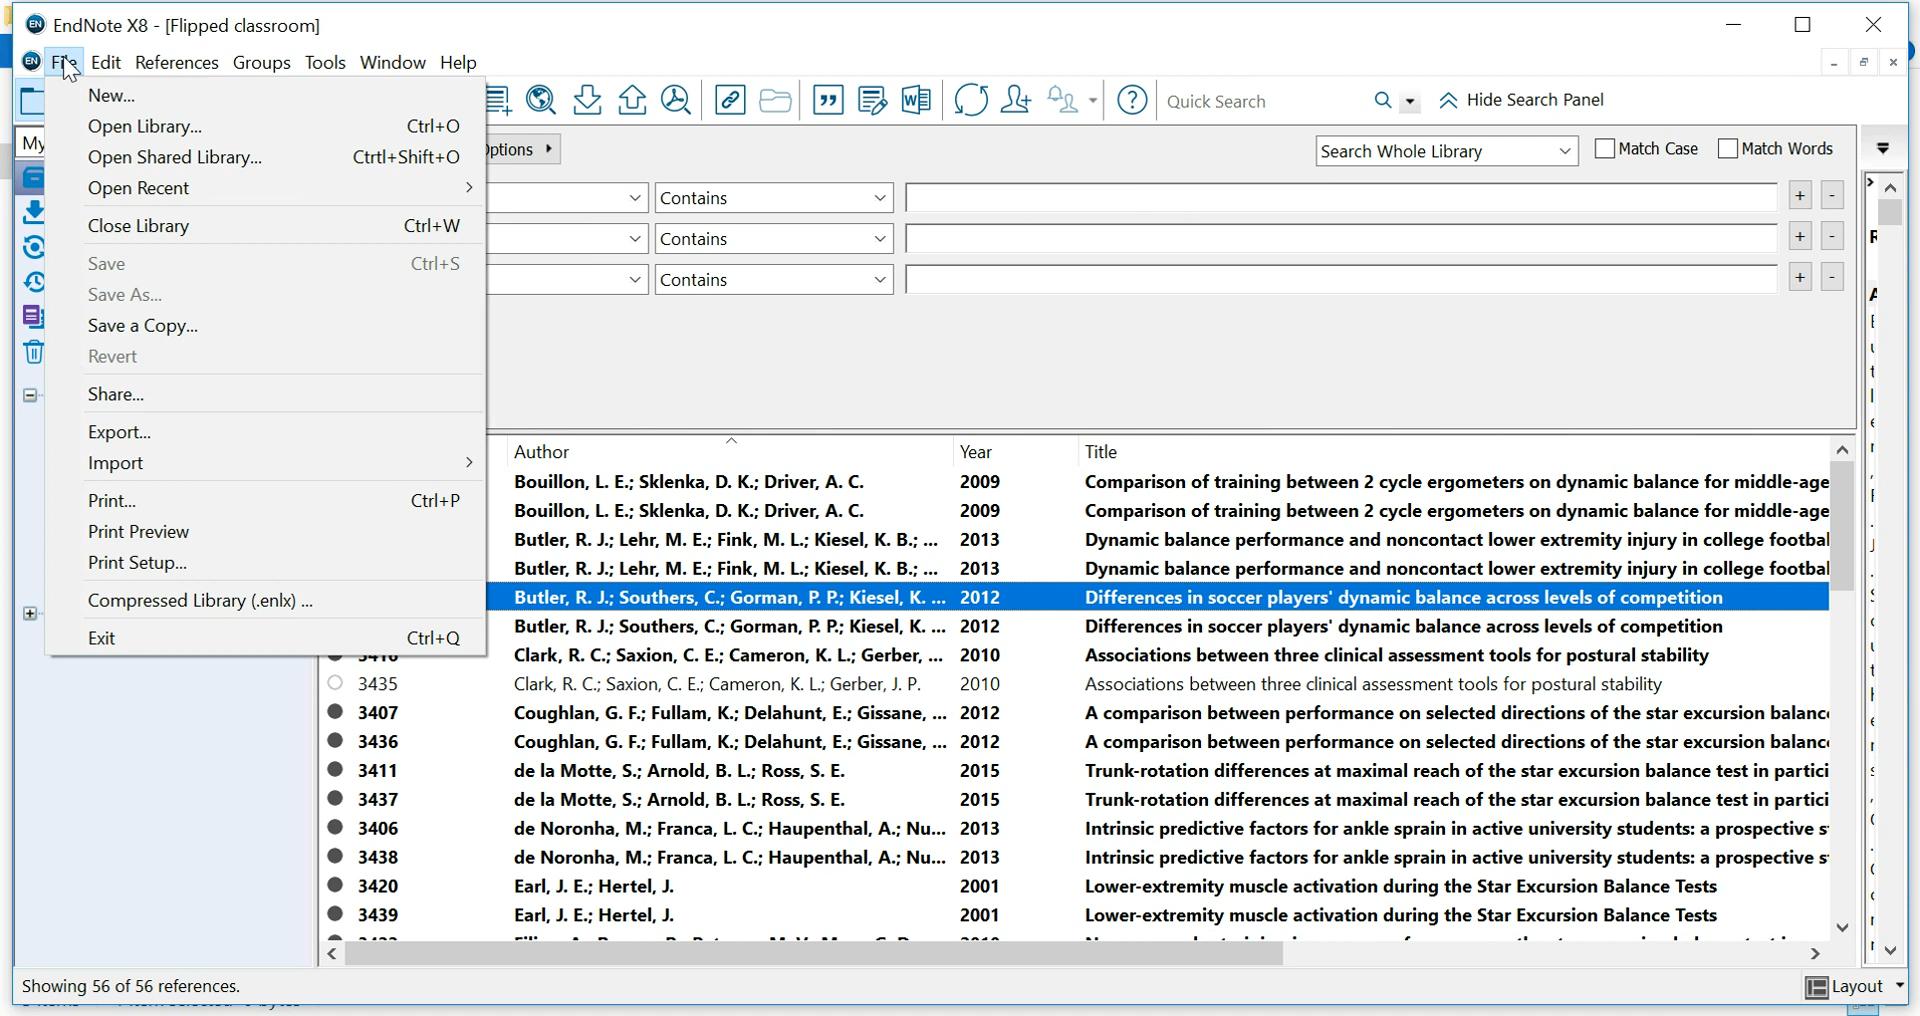 EndNote X8 - [Flipped classroom]
File Edit References Groups Tools Window Help
New...
Open Library... Ctrl+O
Open Shared Library... Ctrtl+Shift+O
Open Recent
Close Library Ctrl+W
Save Ctrl+S
Save As...
Save a Copy...
Revert
Share...
Export...
Import
Print... Ctrl+P
Print Preview
Print Setup...
Compressed Library (.enlx) ...
Exit Ctrl+Q
Quick Search
Hide Search Panel
My
Search Whole Library
Match Case
Match Words
Contains
Contains
Contains
Author Year Title
Bouillon, L. E.; Sklenka, D. K.; Driver, A. C. 2009 Comparison of training between 2 cycle ergometers on dynamic balance for middle-age
Bouillon, L. E.; Sklenka, D. K.; Driver, A. C. 2009 Comparison of training between 2 cycle ergometers on dynamic balance for middle-age
Butler, R. J.; Lehr, M. E.; Fink, M. L.; Kiesel, K. B.; ... 2013 Dynamic balance performance and noncontact lower extremity injury in college footbal
Butler, R. J.; Lehr, M. E.; Fink, M. L.; Kiesel, K. B.; ... 2013 Dynamic balance performance and noncontact lower extremity injury in college footbal
Butler, R. J.; Southers, C.; Gorman, P. P.; Kiesel, K. ... 2012 Differences in soccer players' dynamic balance across levels of competition
Butler, R. J.; Southers, C.; Gorman, P. P.; Kiesel, K. ... 2012 Differences in soccer players' dynamic balance across levels of competition
Clark, R. C.; Saxion, C. E.; Cameron, K. L.; Gerber, ... 2010 Associations between three clinical assessment tools for postural stability
3435 Clark, R. C.; Saxion, C. E.; Cameron, K. L.; Gerber, J. P. 2010 Associations between three clinical assessment tools for postural stability
3407 Coughlan, G. F.; Fullam, K.; Delahunt, E.; Gissane, ... 2012 A comparison between performance on selected directions of the star excursion balanc
3436 Coughlan, G. F.; Fullam, K.; Delahunt, E.; Gissane, ... 2012 A comparison between performance on selected directions of the star excursion balanc
3411 de la Motte, S.; Arnold, B. L.; Ross, S. E. 2015 Trunk-rotation differences at maximal reach of the star excursion balance test in partici
3437 de la Motte, S.; Arnold, B. L.; Ross, S. E. 2015 Trunk-rotation differences at maximal reach of the star excursion balance test in partici
3406 de Noronha, M.; Franca, L. C.; Haupenthal, A.; Nu... 2013 Intrinsic predictive factors for ankle sprain in active university students: a prospective s
3438 de Noronha, M.; Franca, L. C.; Haupenthal, A.; Nu... 2013 Intrinsic predictive factors for ankle sprain in active university students: a prospective s
3420 Earl, J. E.; Hertel, J. 2001 Lower-extremity muscle activation during the Star Excursion Balance Tests
3439 Earl, J. E.; Hertel, J. 2001 Lower-extremity muscle activation during the Star Excursion Balance Tests
Showing 56 of 56 references.
Layout